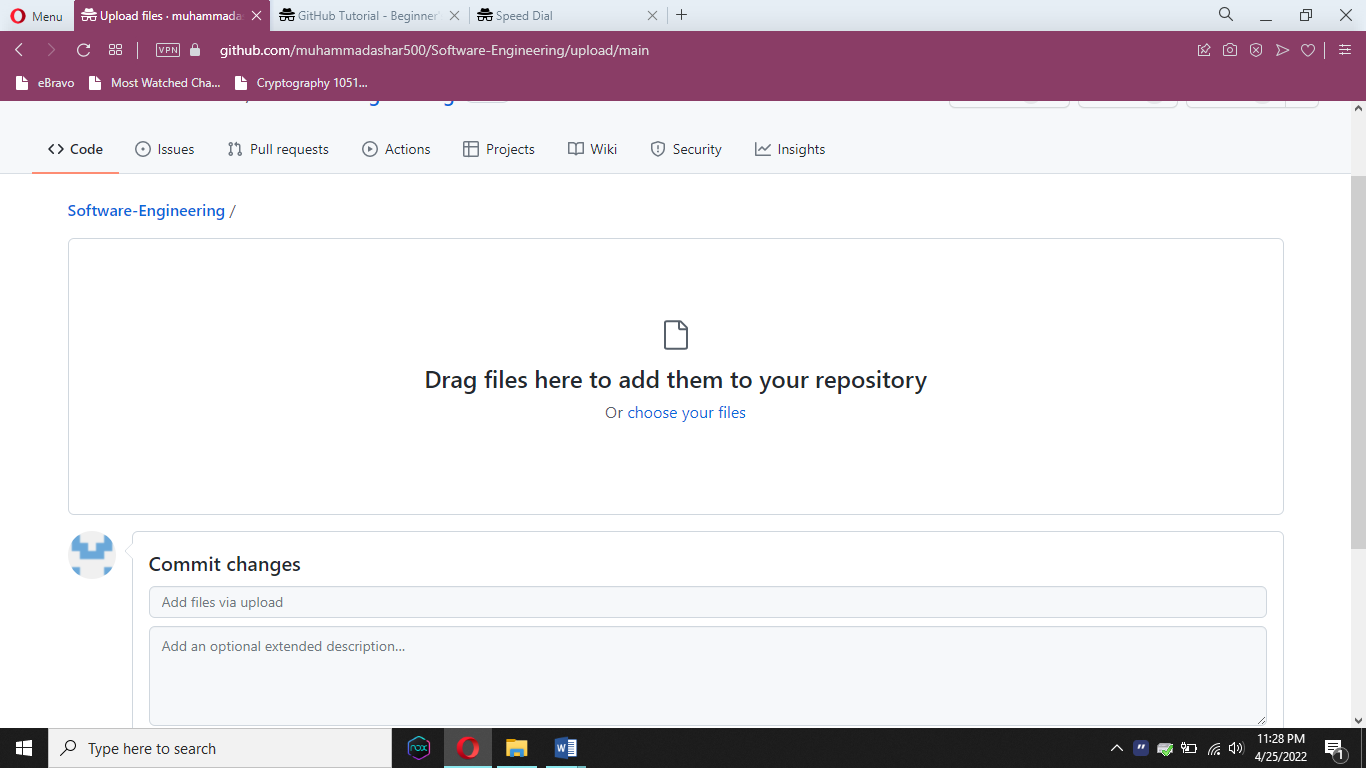 Menu
Upload files · muhammada
GitHub Tutorial - Beginner'
Speed Dial
VPN
github.com/muhammadashar500/Software-Engineering/upload/main
eBravo
Most Watched Cha...
Cryptography 1051...
Code
Issues
Pull requests
Actions
Projects
Wiki
Security
Insights
Software-Engineering /
Drag files here to add them to your repository
Or choose your files
Commit changes
Add files via upload
Add an optional extended description...
Type here to search
nox
11:28 PM
4/25/2022
1